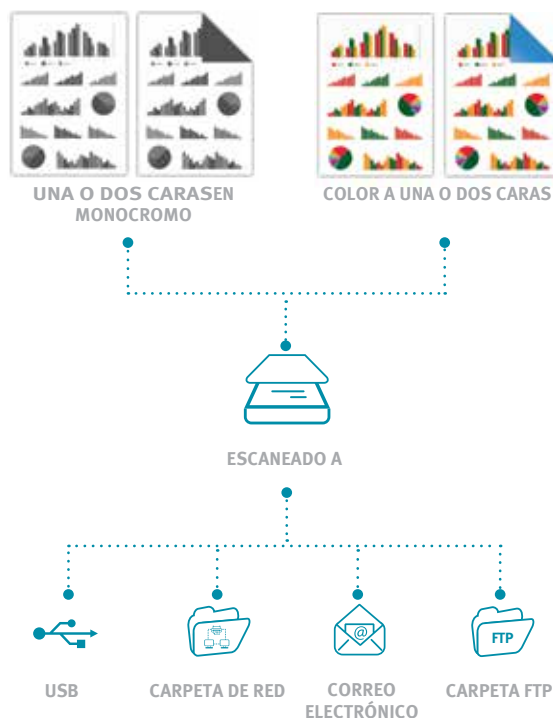 UNA O DOS CARASEN
MONOCROMO
COLOR A UNA O DOS CARAS
ESCANEADO A
@
FTP
USB
CARPETA DE RED
CORREO
ELECTRÓNICO
CARPETA FTP